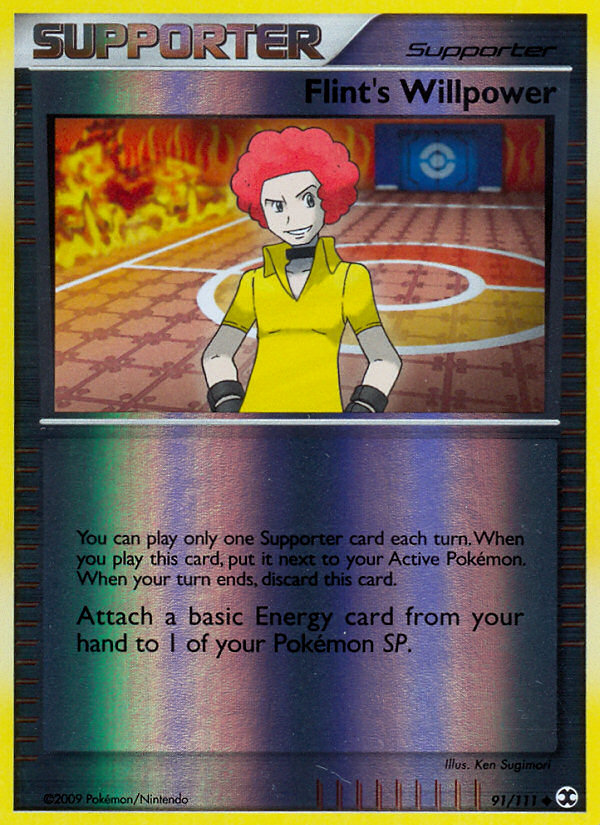 SUPPORTER
Supporter
Flint's Willpower
You can play only one Supporter card each turn. When
you play this card, put it next to your Active Pokémon.
When your turn ends, discard this card.
Attach a basic Energy card from your
hand to 1 of your Pokémon SP.
Illus. Ken Sugimori
©2009 Pokémon/Nintendo
91/111